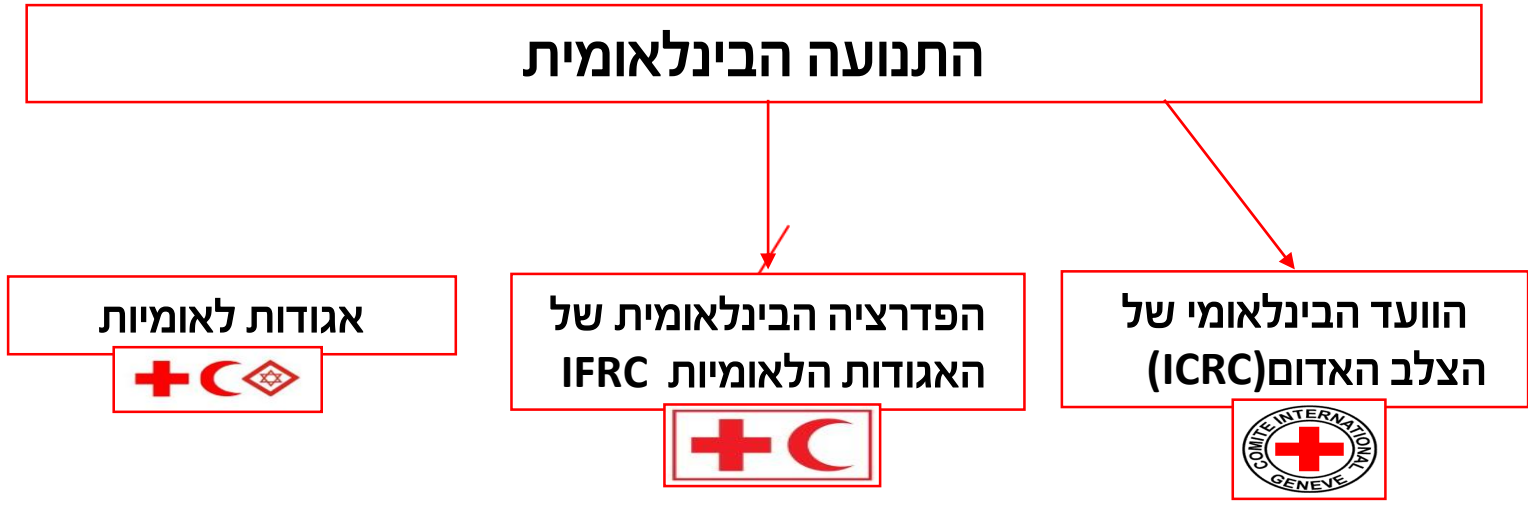 התנועה הבינלאומית
הוועד הבינלאומי של
הצלב האדום(ICRC)
הפדרציה הבינלאומית של
האגודות הלאומיות IFRC
אגודות לאומיות
COMITE INTERNATIONAL
GENEVE